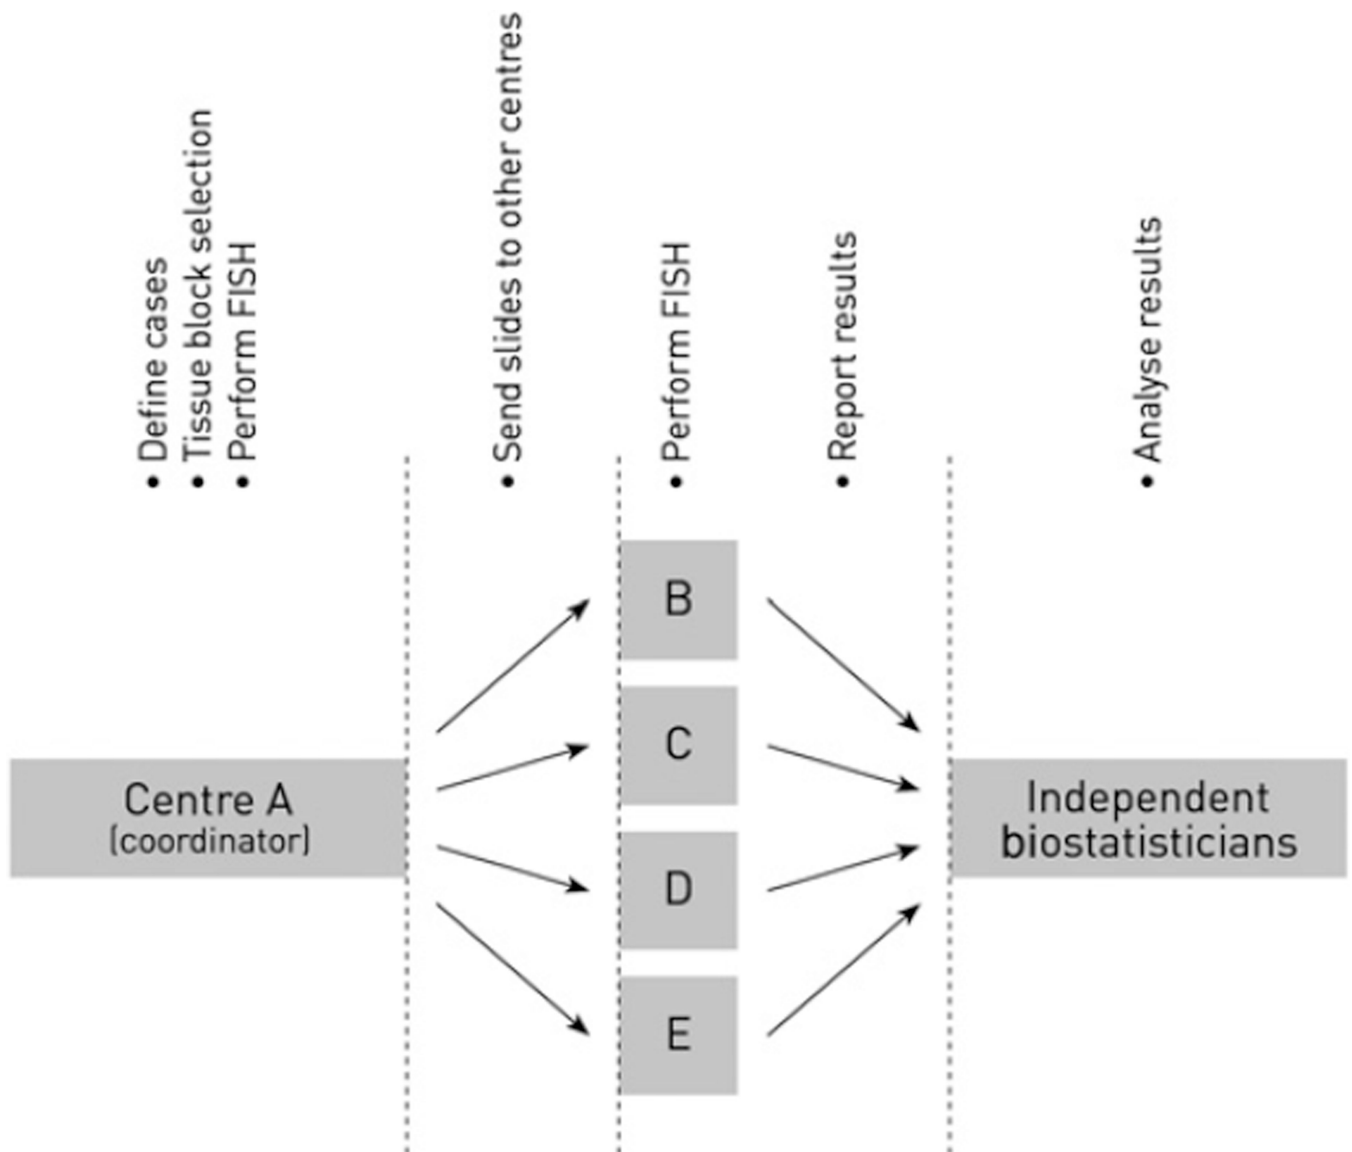 • Define cases
• Tissue block selection
• Perform FISH
• Send slides to other centres
• Perform FISH
• Report results
• Analyse results
B
C
D
E
Centre A
(coordinator)
Independent
biostatisticians